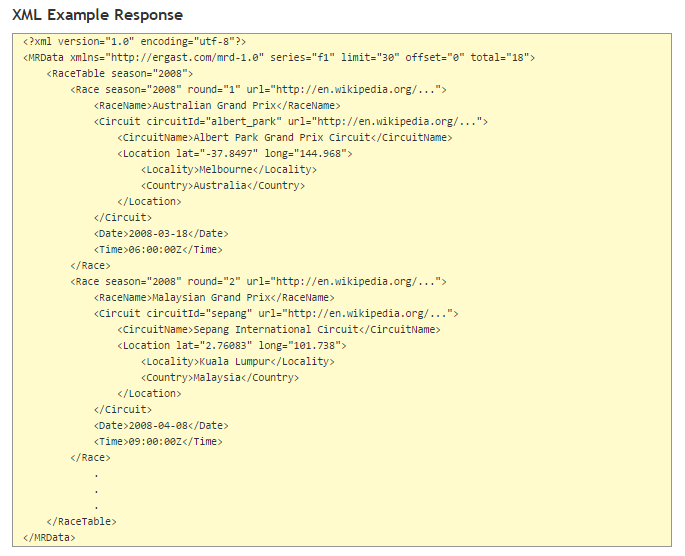 XML Example Response
<?xml version="1.0" encoding="utf-8"?>
<MRData xmlns="http://ergast.com/mrd-1.0" series="f1" limit="30" offset="0" total="18">
    <RaceTable season="2008">
        <Race season="2008" round="1" url="http://en.wikipedia.org/...">
            <RaceName>Australian Grand Prix</RaceName>
            <Circuit circuitId="albert_park" url="http://en.wikipedia.org/...">
                <CircuitName>Albert Park Grand Prix Circuit</CircuitName>
                <Location lat="-37.8497" long="144.968">
                    <Locality>Melbourne</Locality>
                    <Country>Australia</Country>
                </Location>
            </Circuit>
            <Date>2008-03-18</Date>
            <Time>06:00:00Z</Time>
        </Race>
        <Race season="2008" round="2" url="http://en.wikipedia.org/...">
            <RaceName>Malaysian Grand Prix</RaceName>
            <Circuit circuitId="sepang" url="http://en.wikipedia.org/...">
                <CircuitName>Sepang International Circuit</CircuitName>
                <Location lat="2.76083" long="101.738">
                    <Locality>Kuala Lumpur</Locality>
                    <Country>Malaysia</Country>
                </Location>
            </Circuit>
            <Date>2008-04-08</Date>
            <Time>09:00:00Z</Time>
        </Race>
            .
            .
            .
    </RaceTable>
</MRData>